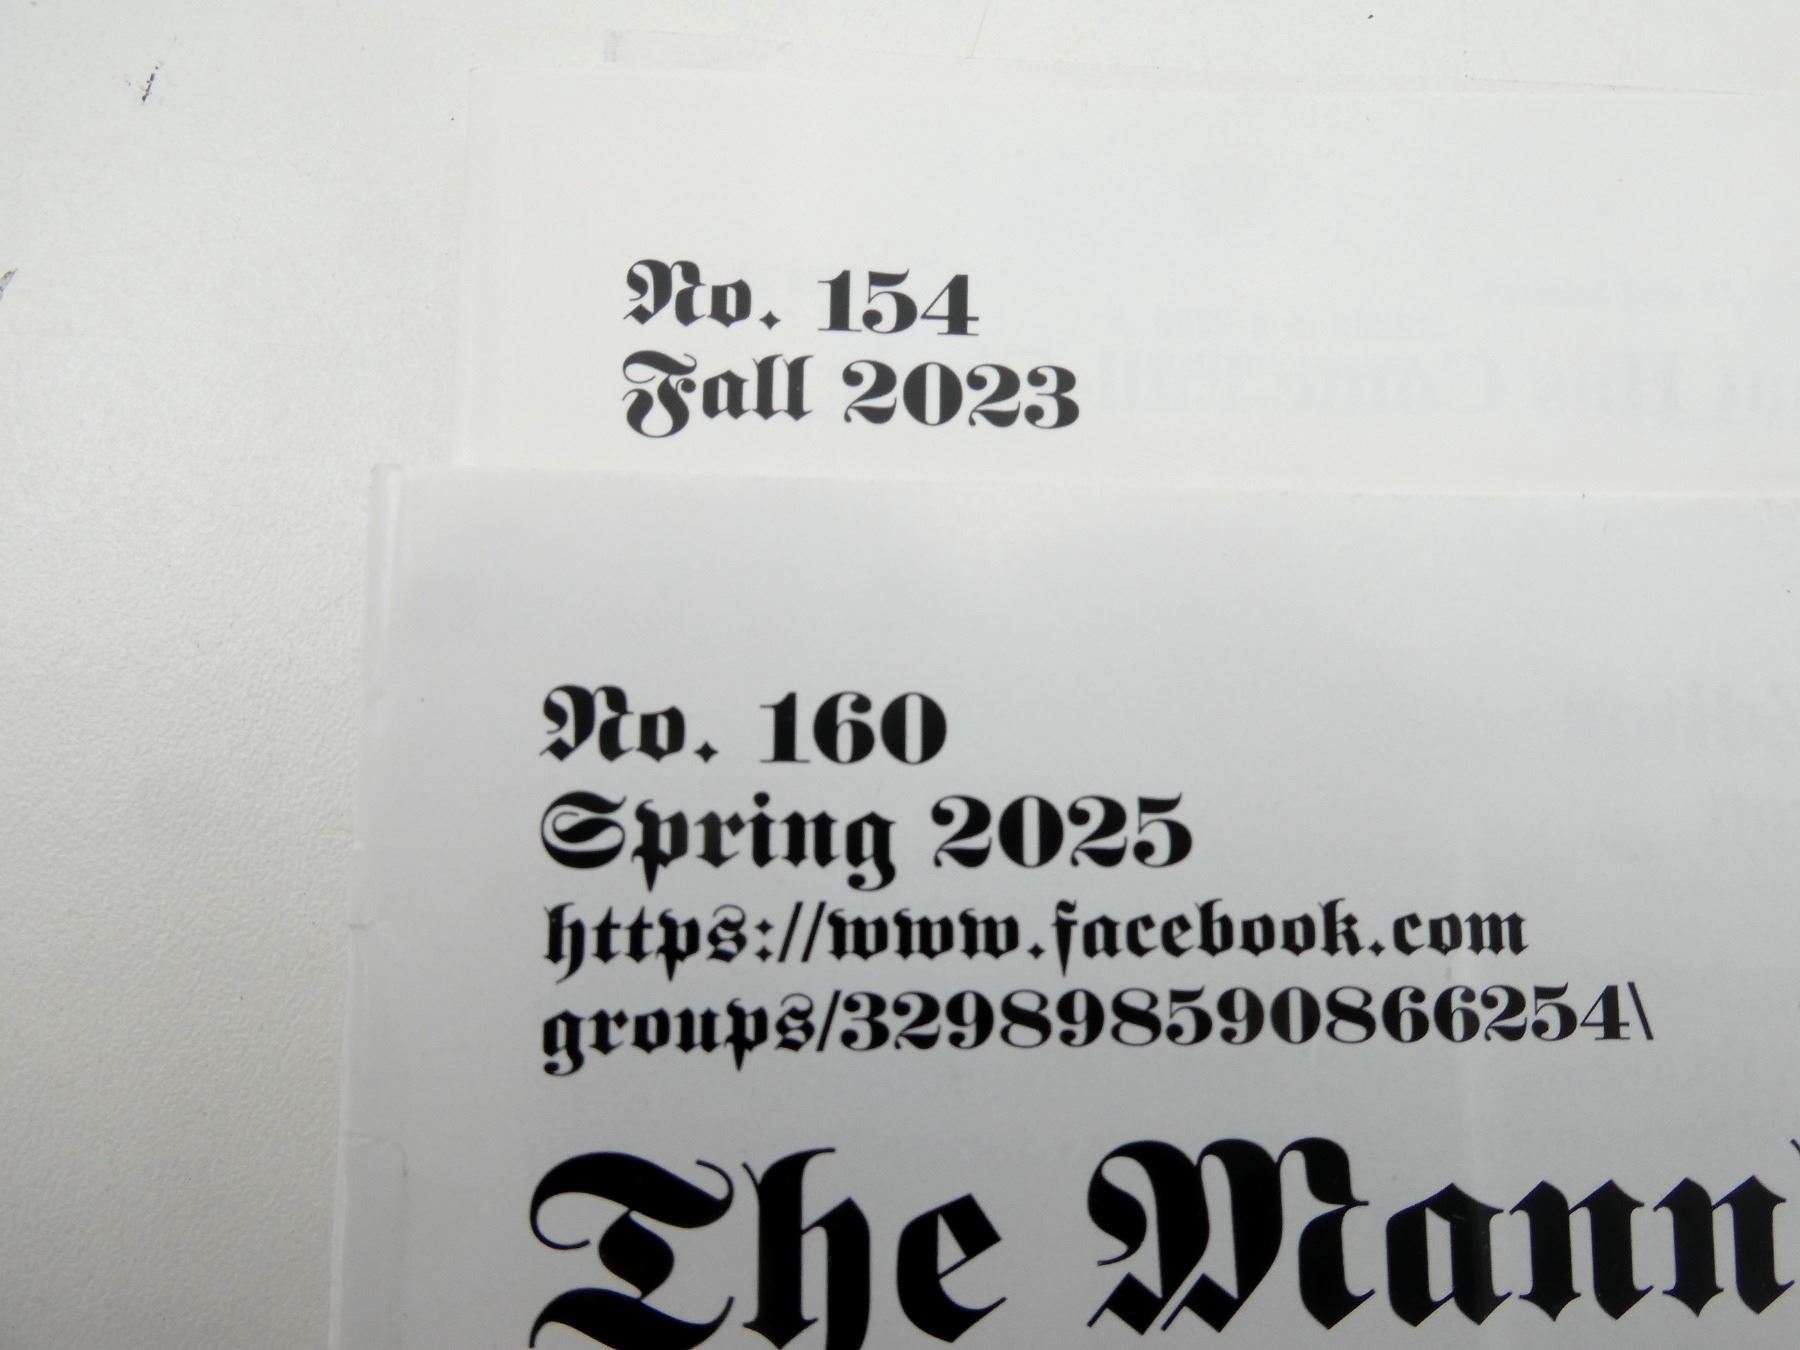 No. 154
Fall 2023
No. 160
Spring 2025
https://www.facebook.com
groups/329898590866254\
The Mann